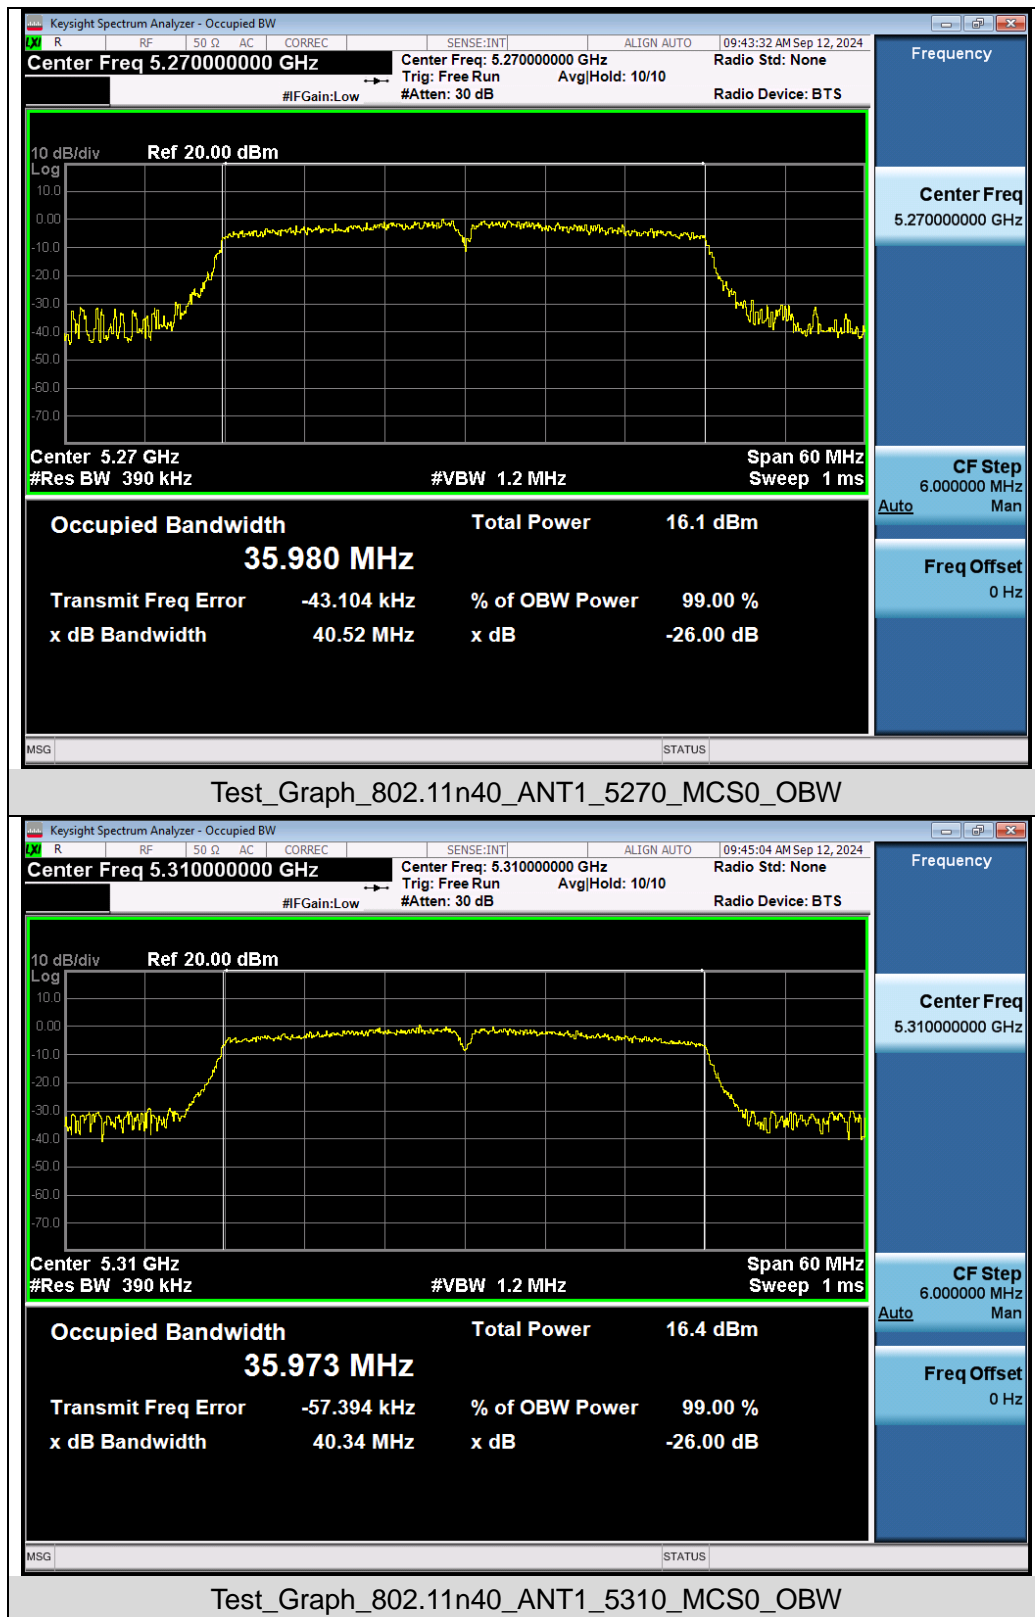 Keysight Spectrum Analyzer - Occupied BW
LXI R RF 50 Ω AC CORREC SENSE:INT ALIGN AUTO 09:43:32 AM Sep 12, 2024
Center Freq 5.270000000 GHz
Center Freq: 5.270000000 GHz Radio Std: None
Trig: Free Run Avg|Hold: 10/10
#IFGain:Low #Atten: 30 dB Radio Device: BTS
Frequency
10 dB/div Ref 20.00 dBm
Log
10.0
0.00
-10.0
-20.0
-30.0
-40.0
-50.0
-60.0
-70.0
Center Freq
5.270000000 GHz
Center 5.27 GHz Span 60 MHz
#Res BW 390 kHz #VBW 1.2 MHz Sweep 1 ms
CF Step
6.000000 MHz
Auto Man
Occupied Bandwidth Total Power 16.1 dBm
35.980 MHz
Transmit Freq Error -43.104 kHz % of OBW Power 99.00 %
x dB Bandwidth 40.52 MHz x dB -26.00 dB
Freq Offset
0 Hz
MSG STATUS
Test_Graph_802.11n40_ANT1_5270_MCS0_OBW
Keysight Spectrum Analyzer - Occupied BW
LXI R RF 50 Ω AC CORREC SENSE:INT ALIGN AUTO 09:45:04 AM Sep 12, 2024
Center Freq 5.310000000 GHz
Center Freq: 5.310000000 GHz Radio Std: None
Trig: Free Run Avg|Hold: 10/10
#IFGain:Low #Atten: 30 dB Radio Device: BTS
Frequency
10 dB/div Ref 20.00 dBm
Log
10.0
0.00
-10.0
-20.0
-30.0
-40.0
-50.0
-60.0
-70.0
Center Freq
5.310000000 GHz
Center 5.31 GHz Span 60 MHz
#Res BW 390 kHz #VBW 1.2 MHz Sweep 1 ms
CF Step
6.000000 MHz
Auto Man
Occupied Bandwidth Total Power 16.4 dBm
35.973 MHz
Transmit Freq Error -57.394 kHz % of OBW Power 99.00 %
x dB Bandwidth 40.34 MHz x dB -26.00 dB
Freq Offset
0 Hz
MSG STATUS
Test_Graph_802.11n40_ANT1_5310_MCS0_OBW